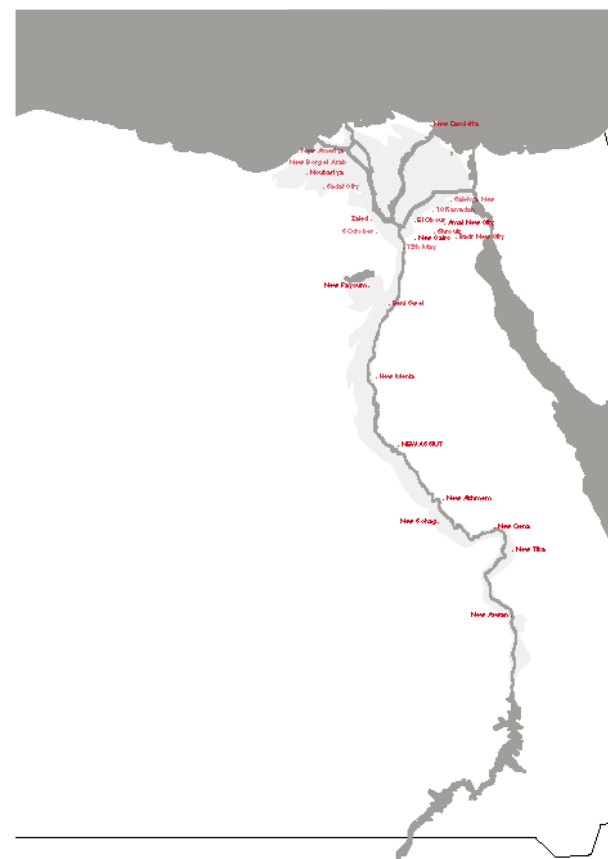 New Damietta
New Ameriya
New Borg el Arab
Noubariya
Sadat City
Salehya New
10 Ramadan
Zaied
El Obour
Amal New City
6 October
Shrouk
New Cairo
Badr New City
15th May
New Fayoum
Beni Swef
New Menia
NEW ASSIUT
New Akhmem
New Sohag
New Qena
New Tiba
New Aswan